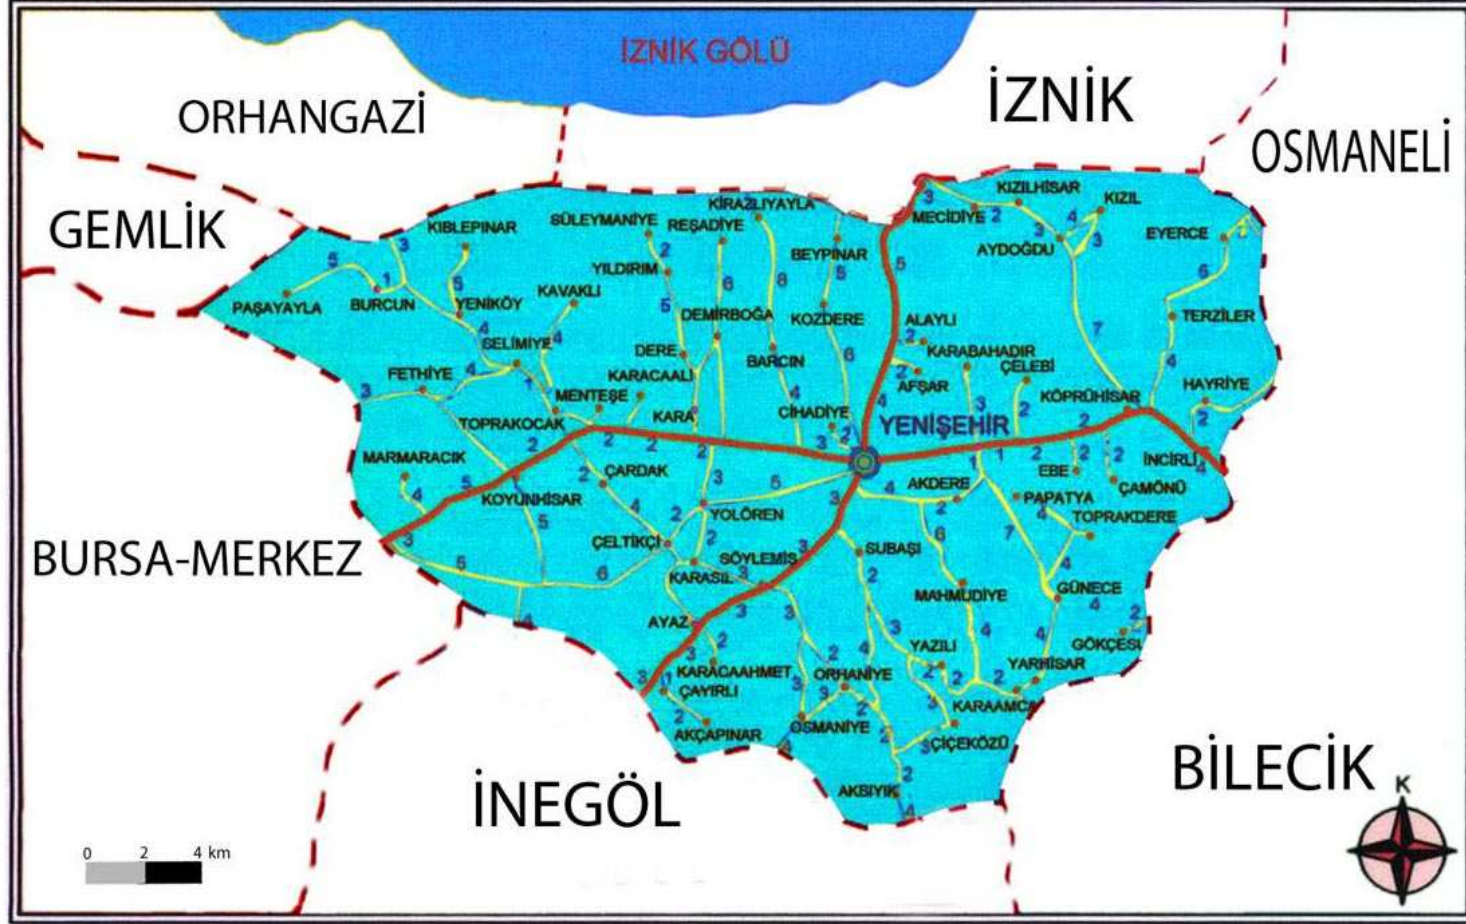 İZNİK GÖLÜ
İZNİK
ORHANGAZİ
OSMANELİ
GEMLİK
KIZILHİSAR
KIZIL
KİRAZLIYAYLA
MECİDİYE
SÜLEYMANİYE
REŞADİYE
KIBLEPINAR
EYERCE
AYDOĞDU
BEYPINAR
YILDIRIM
KAVAKLI
PAŞAYAYLA
BURCUN
YENİKÖY
DEMİRBOĞA
KOZDERE
ALAYLI
TERZİLER
SELİMİYE
DERE
KARABAHADIR
BARCIN
ÇELEBİ
FETHİYE
KARACAALİ
AFŞAR
HAYRİYE
MENTEŞE
KÖPRÜHİSAR
TOPRAKOCAK
KARA
CİHADİYE
YENİŞEHİR
MARMARACIK
ÇARDAK
EBE
İNCİRLİ
AKDERE
ÇAMÖNÜ
KOYUNHİSAR
PAPATYA
YOLÖREN
TOPRAKDERE
ÇELTİKÇİ
SUBAŞI
BURSA-MERKEZ
SÖYLEMİŞ
KARASIL
MAHMUDİYE
GÜNECE
AYAZ
GÖKÇESU
YAZILI
YARHİSAR
KARACAAHMET
ORHANİYE
ÇAYIRLI
KARAAMCA
OSMANİYE
AKÇAPINAR
ÇİÇEKÖZÜ
BİLECİK
AKBIYIK
İNEGÖL
K
0 2 4 km